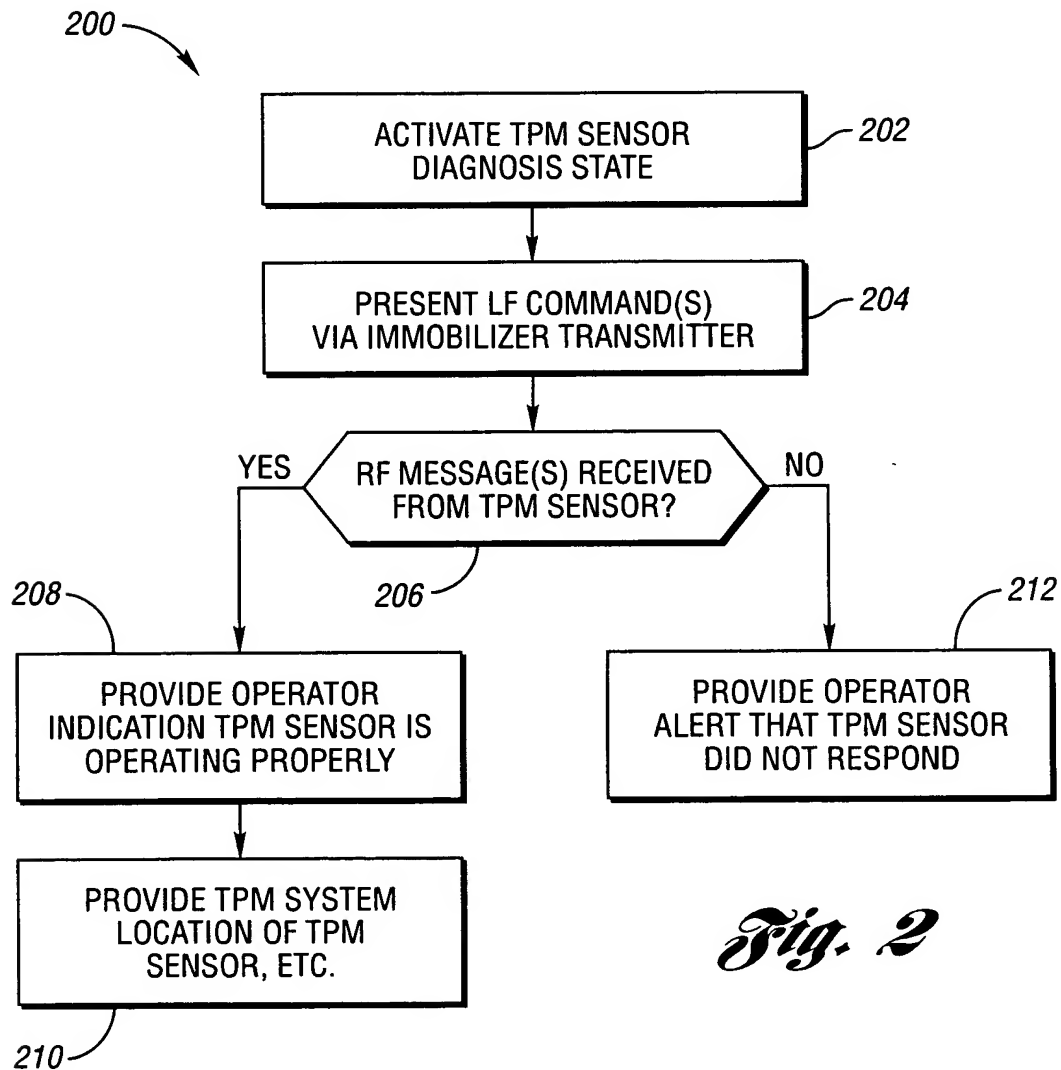 200
ACTIVATE TPM SENSOR
DIAGNOSIS STATE
202
PRESENT LF COMMAND(S)
VIA IMMOBILIZER TRANSMITTER
204
YES
RF MESSAGE(S) RECEIVED
FROM TPM SENSOR?
NO
206
208
PROVIDE OPERATOR
INDICATION TPM SENSOR IS
OPERATING PROPERLY
212
PROVIDE OPERATOR
ALERT THAT TPM SENSOR
DID NOT RESPOND
PROVIDE TPM SYSTEM
LOCATION OF TPM
SENSOR, ETC.
210
Fig. 2